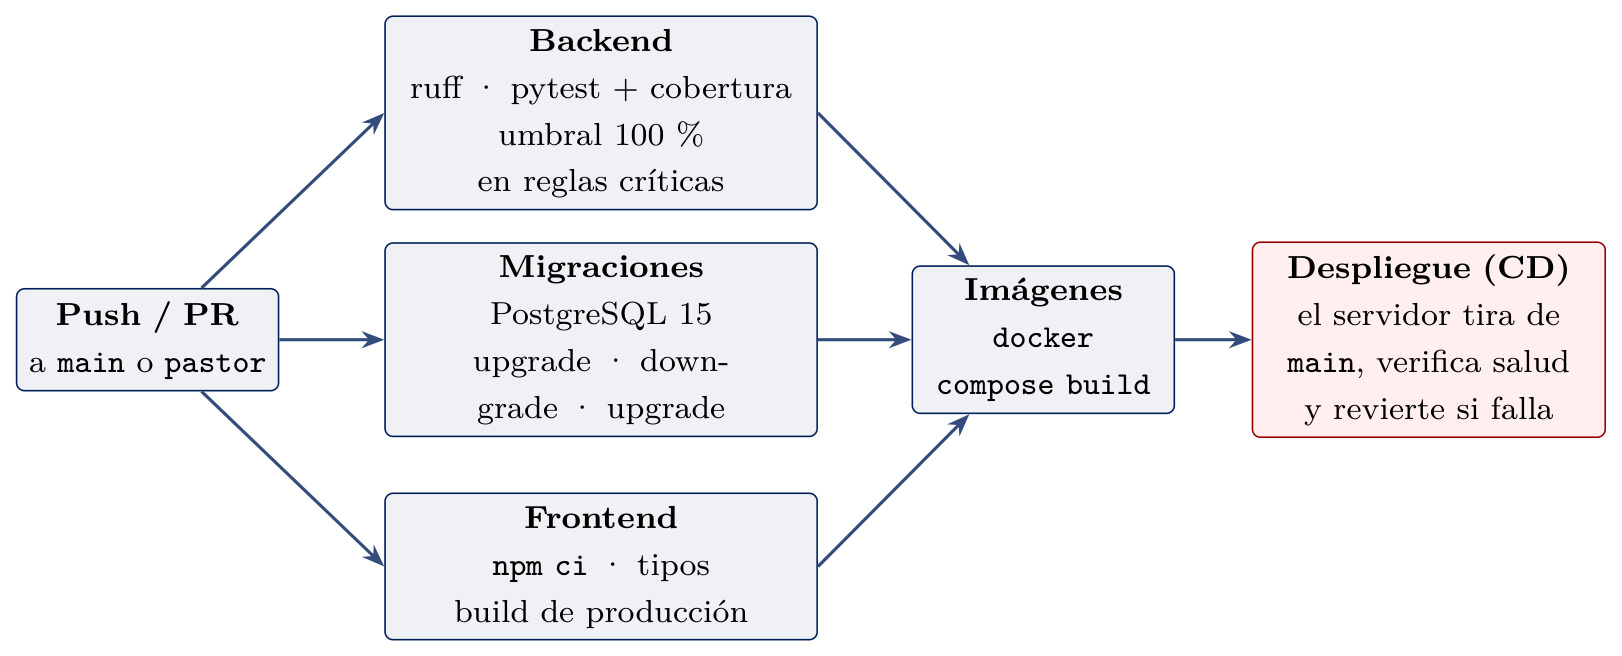 Push / PR
a main o pastor
Backend
ruff · pytest + cobertura
umbral 100 %
en reglas críticas
Migraciones
PostgreSQL 15
upgrade · down-
grade · upgrade
Frontend
npm ci · tipos
build de producción
Imágenes
docker
compose build
Despliegue (CD)
el servidor tira de
main, verifica salud
y revierte si falla